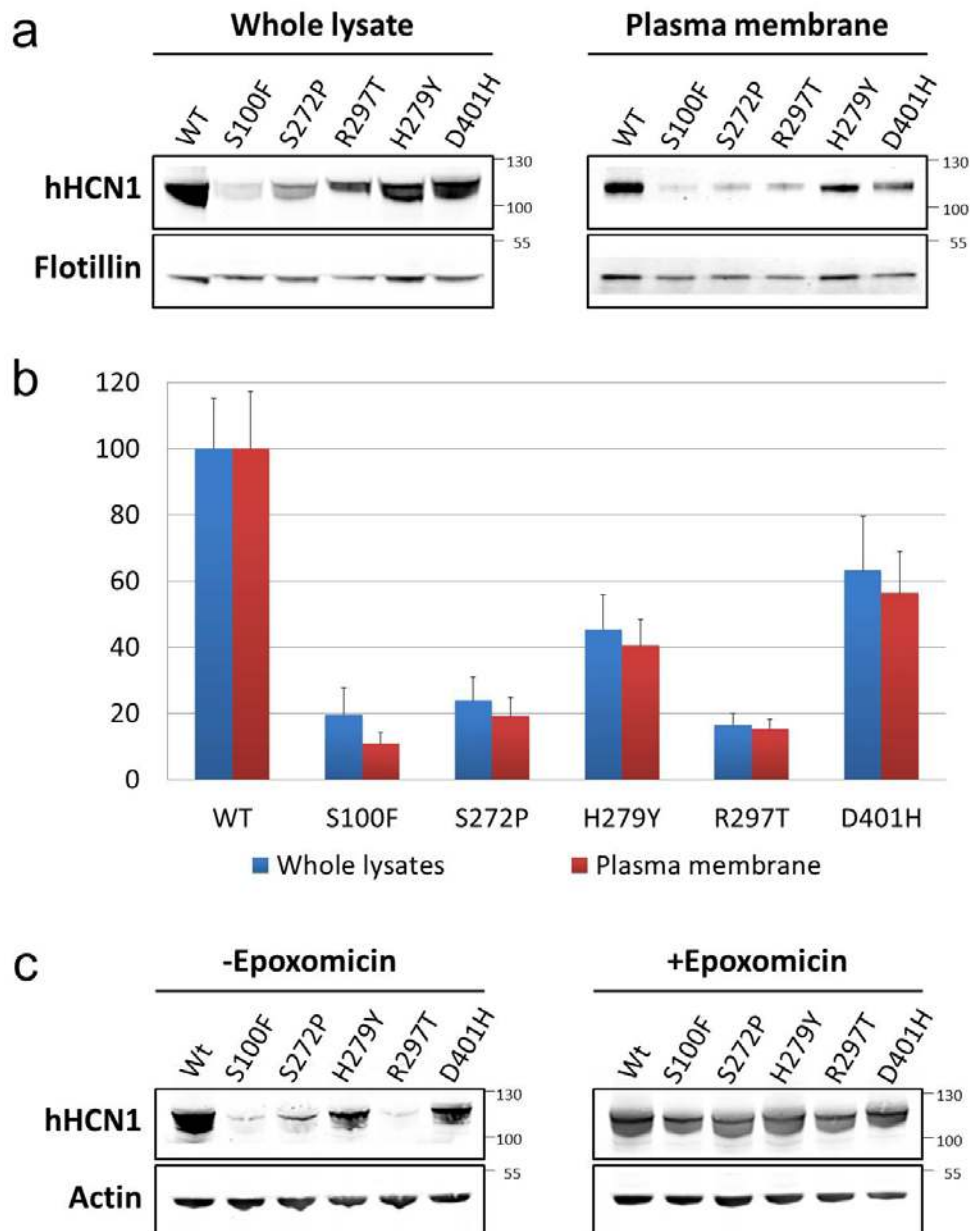 a
Whole lysate
Plasma membrane
WT S100F S272P R297T H279Y D401H
WT S100F S272P R297T H279Y D401H
hHCN1
130
100
130
100
Flotillin
55
55
b
120
100
80
60
40
20
0
WT S100F S272P H279Y R297T D401H
Whole lysates Plasma membrane
c
-Epoxomicin
+Epoxomicin
Wt S100F S272P H279Y R297T D401H
Wt S100F S272P H279Y R297T D401H
hHCN1
130
100
130
100
Actin
55
55